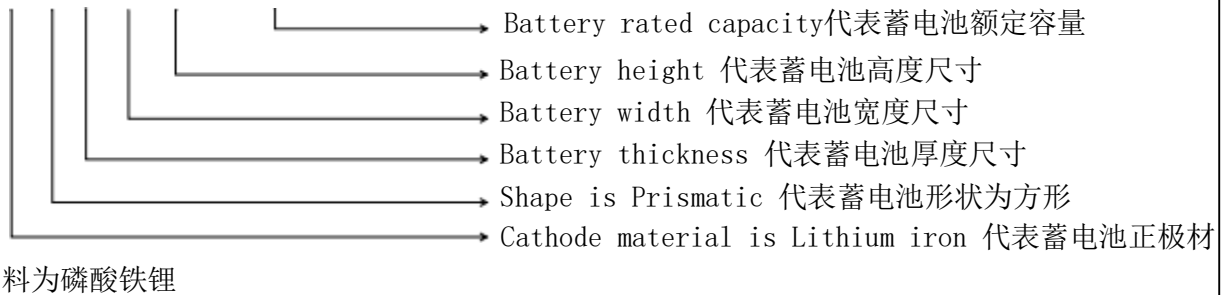 Battery rated capacity代表蓄电池额定容量
Battery height 代表蓄电池高度尺寸
Battery width 代表蓄电池宽度尺寸
Battery thickness 代表蓄电池厚度尺寸
Shape is Prismatic 代表蓄电池形状为方形
Cathode material is Lithium iron 代表蓄电池正极材
料为磷酸铁锂